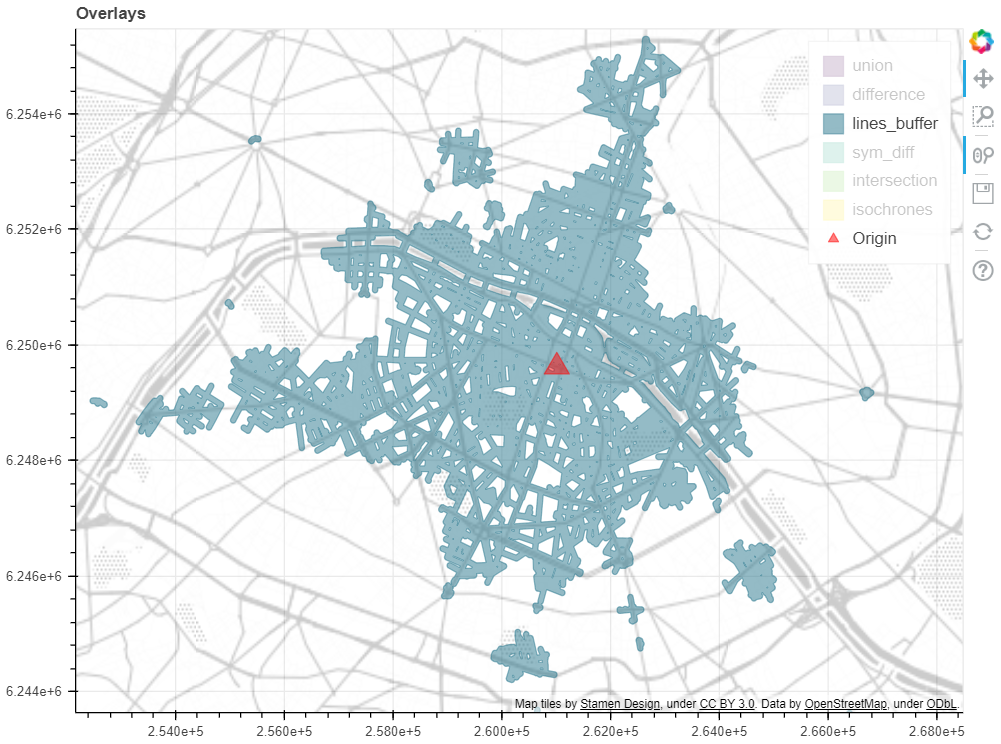 Overlays
union
difference
lines_buffer
sym_diff
intersection
isochrones
Origin
6.254e+6
6.252e+6
6.250e+6
6.248e+6
6.246e+6
6.244e+6
Map tiles by Stamen Design, under CC BY 3.0. Data by OpenStreetMap, under ODbL.
2.540e+5 2.560e+5 2.580e+5 2.600e+5 2.620e+5 2.640e+5 2.660e+5 2.680e+5